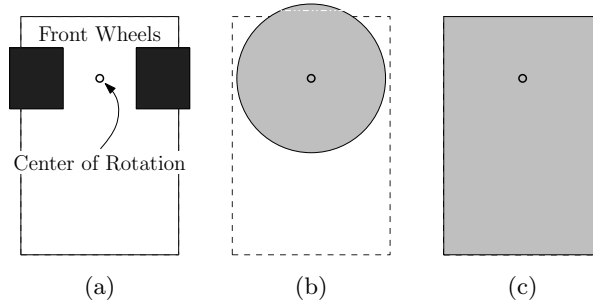 Front Wheels
Center of Rotation
(a)
(b)
(c)